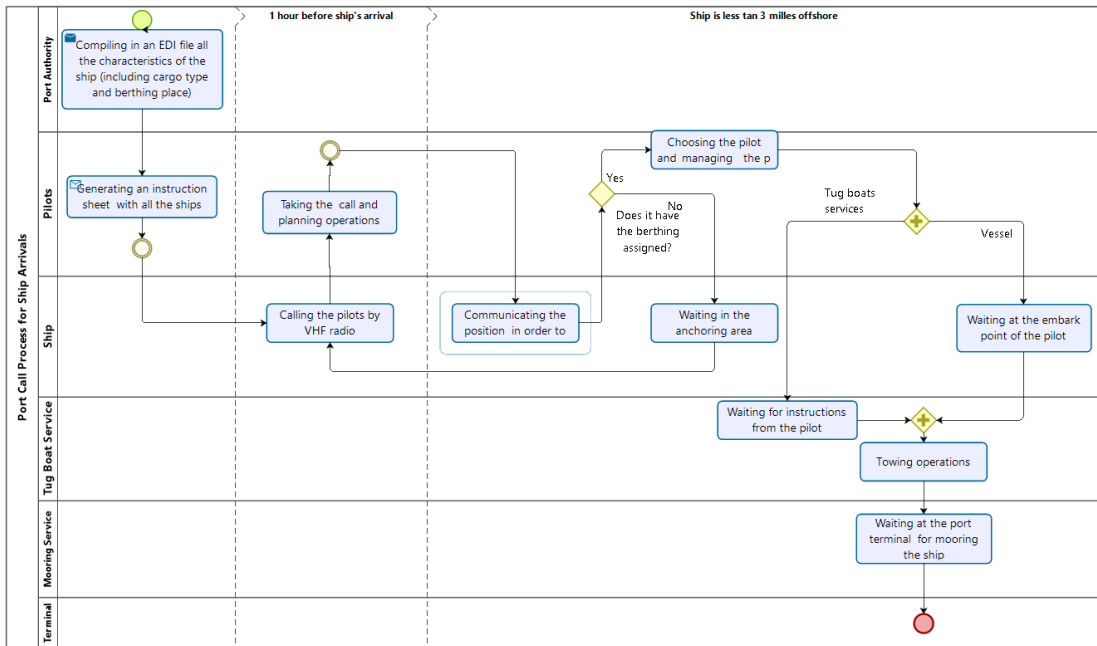 Port Call Process for Ship Arrivals
1 hour before ship's arrival
Ship is less tan 3 milles offshore
Port Authority
Compiling in an EDI file all
the characteristics of the
ship (including cargo type
and berthing place)
Pilots
Generating an instruction
sheet with all the ships
Taking the call and
planning operations
Choosing the pilot
and managing the p
Yes
No
Does it have
the berthing
assigned?
Tug boats
services
Vessel
Ship
Calling the pilots by
VHF radio
Communicating the
position in order to
Waiting in the
anchoring area
Waiting at the embark
point of the pilot
Tug Boat Service
Waiting for instructions
from the pilot
Towing operations
Mooring Service
Waiting at the port
terminal for mooring
the ship
Terminal